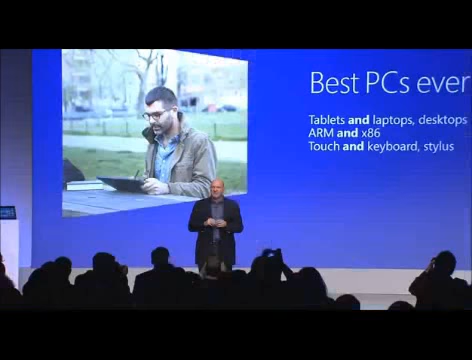 Best PCs ever
Tablets and laptops, desktops
ARM and x86
Touch and keyboard, stylus